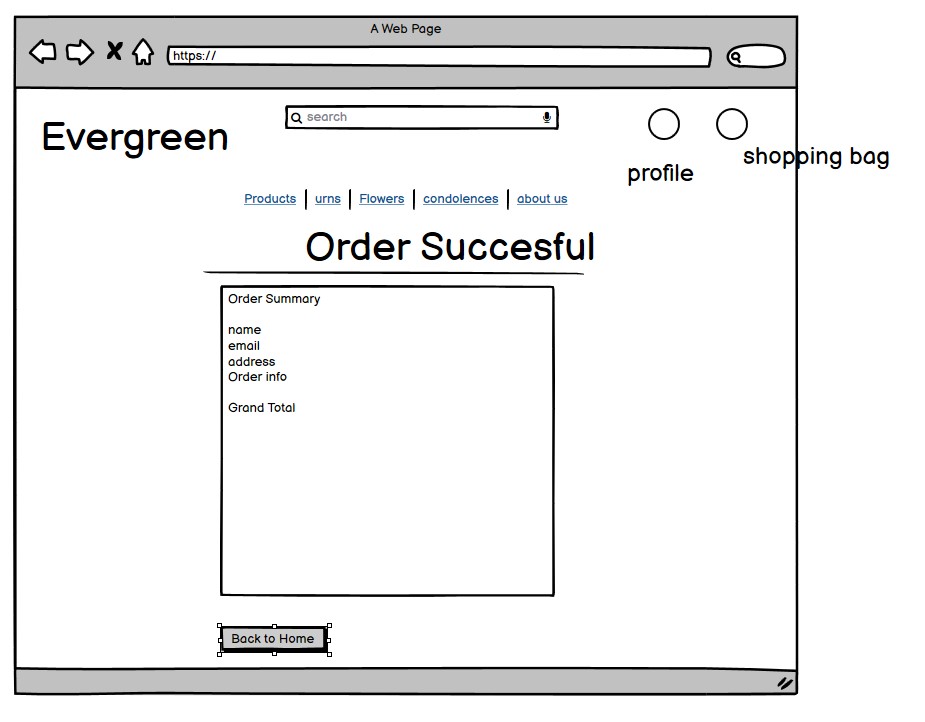 A Web Page
https://
search
Evergreen
profile
shopping bag
Products urns Flowers condolences about us
Order Succesful
Order Summary
name
email
address
Order info
Grand Total
Back to Home